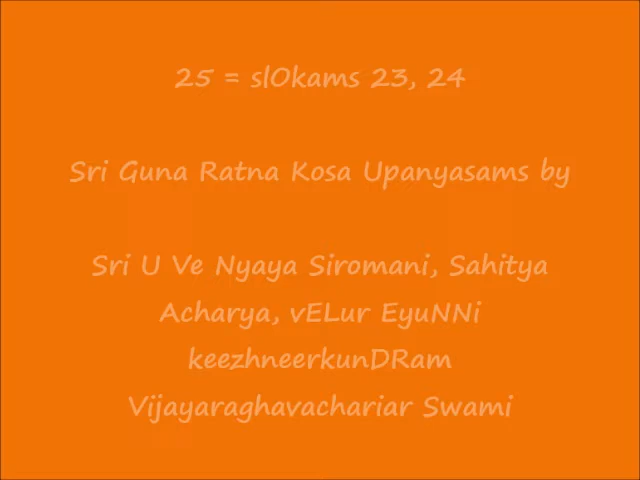 25 = slOkams 23, 24
Sri Guna Ratna Kosa Upanyasams by
Sri U Ve Nyaya Siromani, Sahitya
Acharya, vELur EyuNNi
keezhneerkunDRam
Vijayaraghavachariar Swami